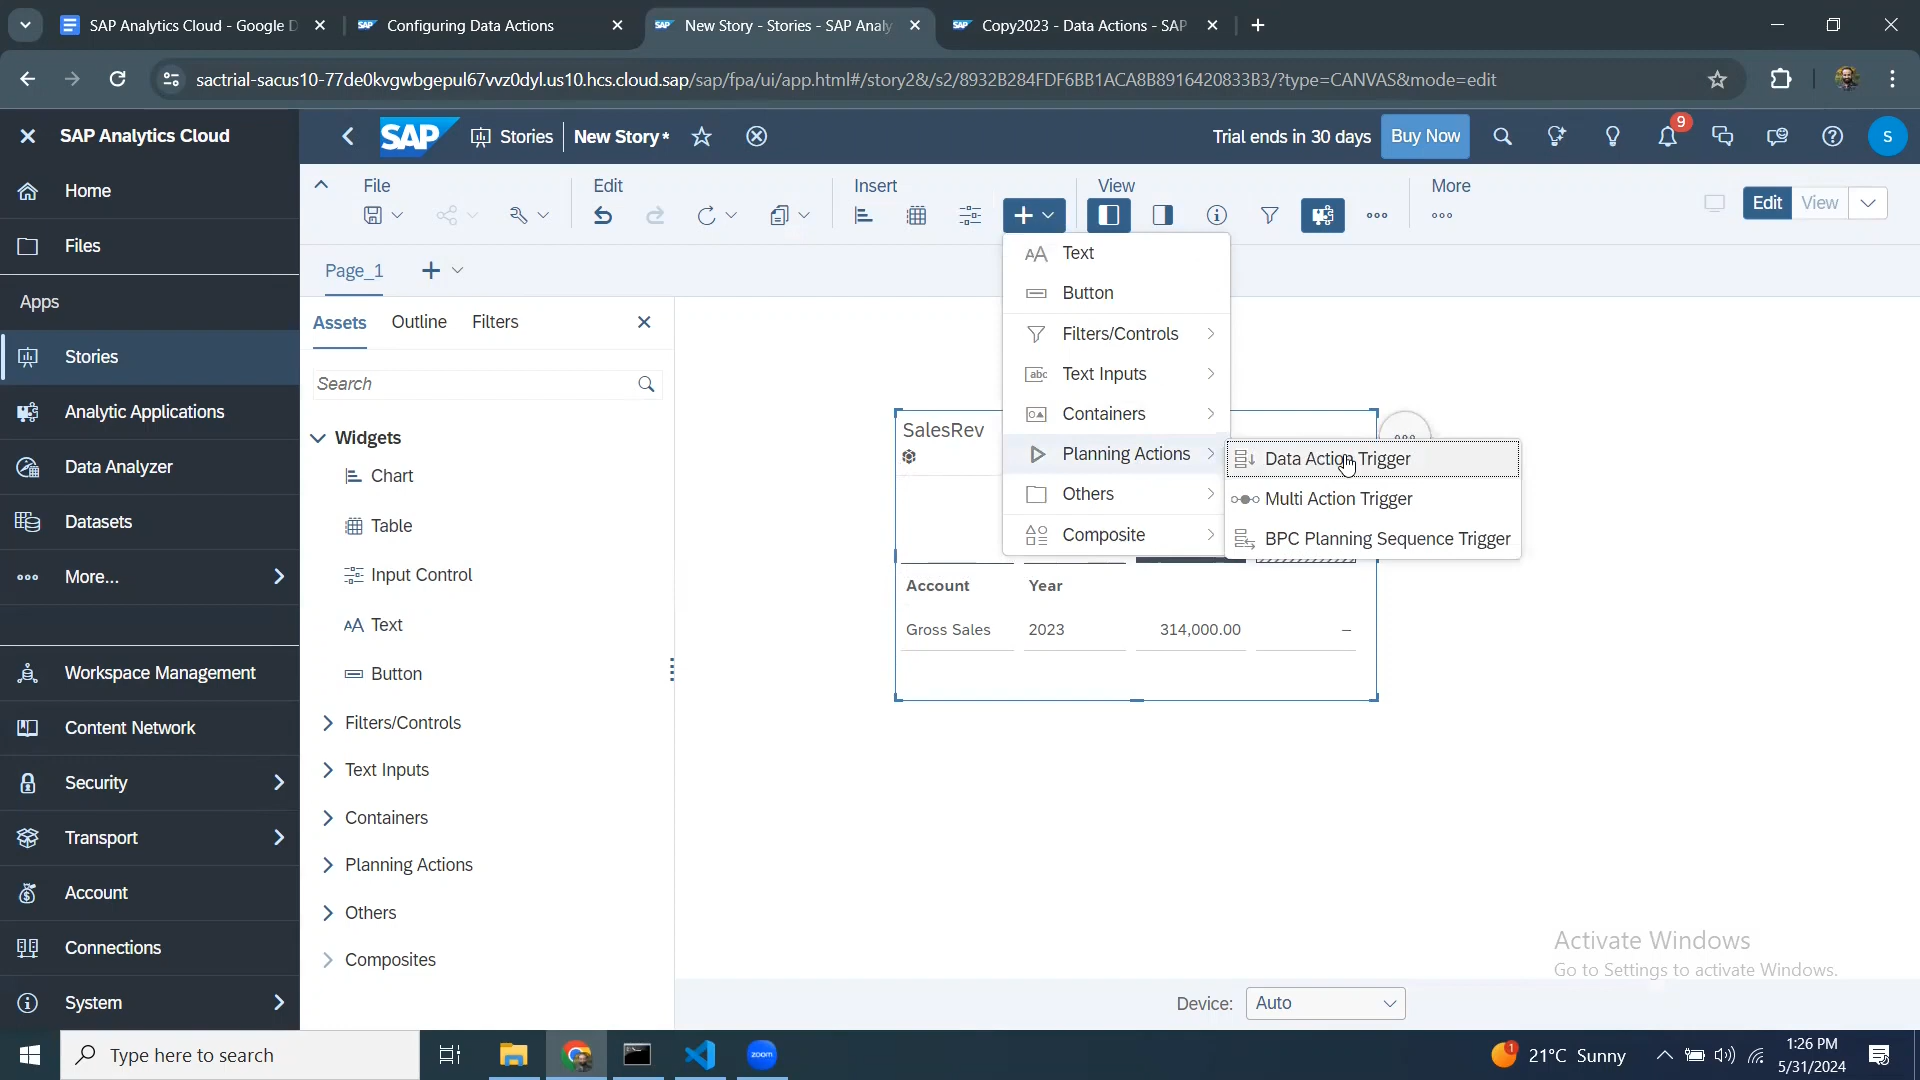 SAP Analytics Cloud - Google D
Configuring Data Actions
New Story - Stories - SAP Analy
Copy2023 - Data Actions - SAP
sactrial-sacus10-77de0kvgwbgepul67vvz0dyl.us10.hcs.cloud.sap/sap/fpa/ui/app.html#/story2&/s2/8932B284FDF6BB1ACA8B8916420833B3/?type=CANVAS&mode=edit
SAP Analytics Cloud
SAP
Stories
New Story*
Trial ends in 30 days
Buy Now
9
S
Home
Files
Apps
Stories
Analytic Applications
Data Analyzer
Datasets
More...
Workspace Management
Content Network
Security
Transport
Account
Connections
System
File
Edit
Insert
View
More
Edit
View
Page_1
Assets
Outline
Filters
Search
Widgets
Chart
Table
Input Control
AA Text
Button
Filters/Controls
Text Inputs
Containers
Planning Actions
Others
Composites
AA Text
Button
Filters/Controls
abc Text Inputs
Containers
Planning Actions
Others
Composite
Data Action Trigger
Multi Action Trigger
BPC Planning Sequence Trigger
SalesRev
Account Year
Gross Sales 2023 314,000.00 –
Activate Windows
Go to Settings to activate Windows.
Device: Auto
Type here to search
zoom
1
21°C Sunny
1:26 PM
5/31/2024